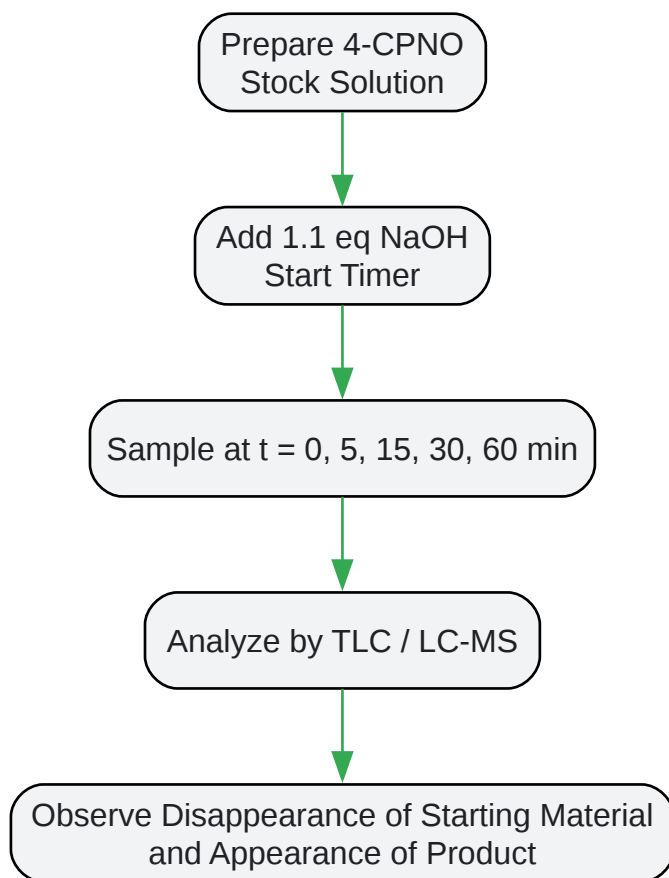 Prepare 4-CPNO
Stock Solution
Add 1.1 eq NaOH
Start Timer
Sample at t = 0, 5, 15, 30, 60 min
Analyze by TLC / LC-MS
Observe Disappearance of Starting Material
and Appearance of Product